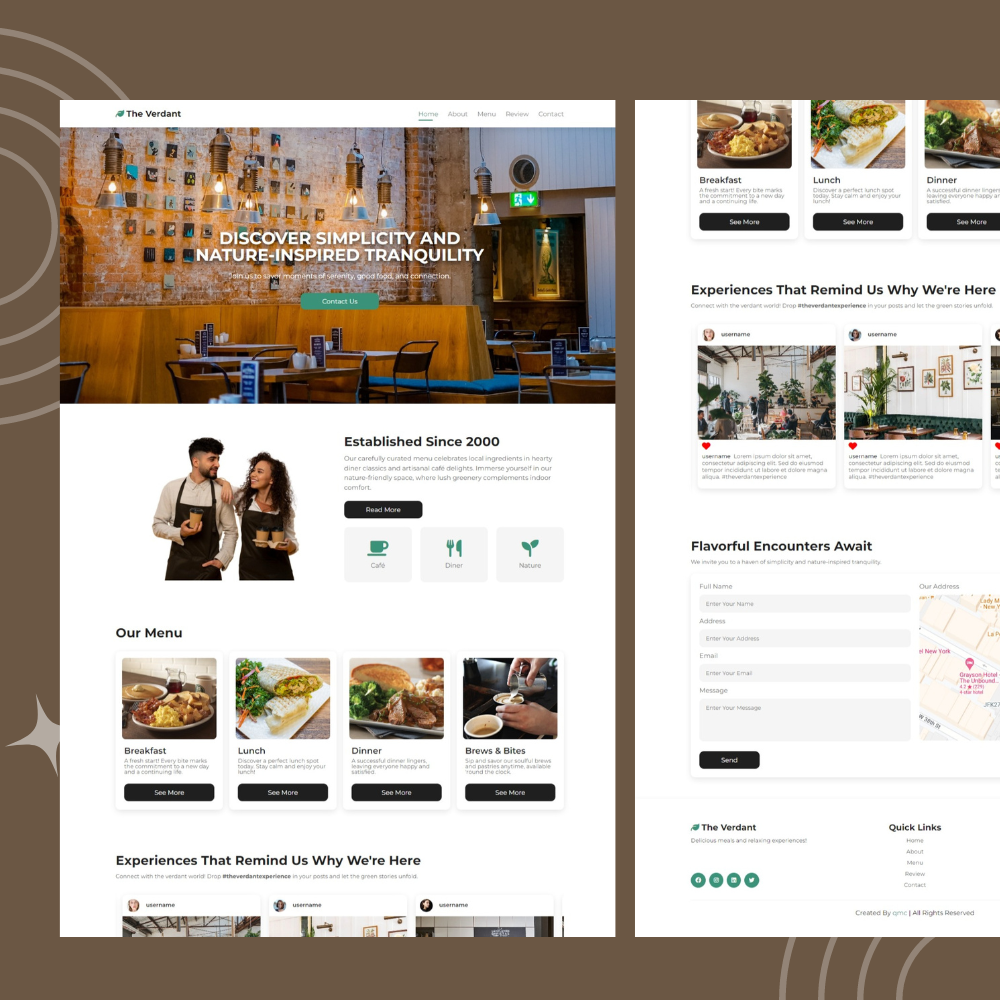 The Verdant
Home About Menu Review Contact
DISCOVER SIMPLICITY AND
NATURE-INSPIRED TRANQUILITY
Join us to savor moments of serenity, good food, and connection.
Contact Us
Established Since 2000
Our carefully curated menu celebrates local ingredients in hearty
diner classics and artisanal café delights. Immerse yourself in our
nature-friendly space, where lush greenery complements indoor
comfort.
Read More
Café Diner Nature
Our Menu
Breakfast
A fresh start! Every bite marks
the commitment to a new day
and a continuing life.
See More
Lunch
Discover a perfect lunch spot
today. Stay calm and enjoy your
lunch!
See More
Dinner
A successful dinner lingers,
leaving everyone happy and
satisfied.
See More
Brews & Bites
Sip and savor our soulful brews
and pastries anytime, available
'round the clock.
See More
Experiences That Remind Us Why We're Here
Connect with the verdant world! Drop #theverdantexperience in your posts and let the green stories unfold.
username
username
username
Breakfast
A fresh start! Every bite marks
the commitment to a new day
and a continuing life.
See More
Lunch
Discover a perfect lunch spot
today. Stay calm and enjoy your
lunch!
See More
Dinner
A successful dinner lingers,
leaving everyone happy an
satisfied.
See More
Experiences That Remind Us Why We're Here
Connect with the verdant world! Drop #theverdantexperience in your posts and let the green stories unfold.
username
username Lorem ipsum dolor sit amet,
consectetur adipiscing elit. Sed do eiusmod
tempor incididunt ut labore et dolore magna
aliqua. #theverdantexperience
username
username Lorem ipsum dolor sit amet,
consectetur adipiscing elit. Sed do eiusmod
tempor incididunt ut labore et dolore magna
aliqua. #theverdantexperience
Flavorful Encounters Await
We invite you to a haven of simplicity and nature-inspired tranquility.
Full Name
Enter Your Name
Address
Enter Your Address
Email
Enter Your Email
Message
Enter Your Message
Send
Our Address
Lady M
New Y
La Pe
el New York
Grayson Hotel
The Unbound...
4.2 ★ (279)
4-star hotel
JFK27
W 38th St
The Verdant
Delicious meals and relaxing experiences!
Quick Links
Home
About
Menu
Review
Contact
Created By qmc | All Rights Reserved